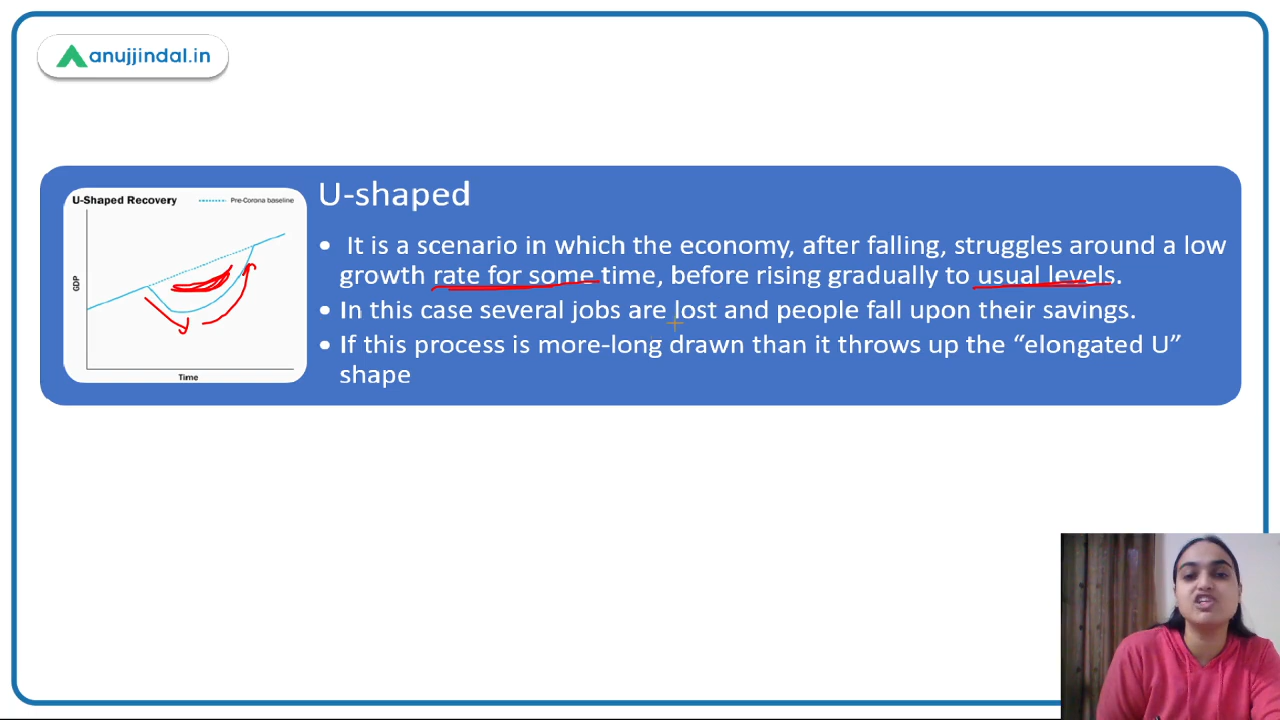 anujjindal.in
U-Shaped Recovery
Pre-Corona baseline
GDP
Time
U-shaped
• It is a scenario in which the economy, after falling, struggles around a low
growth rate for some time, before rising gradually to usual levels.
• In this case several jobs are lost and people fall upon their savings.
• If this process is more-long drawn than it throws up the “elongated U”
shape